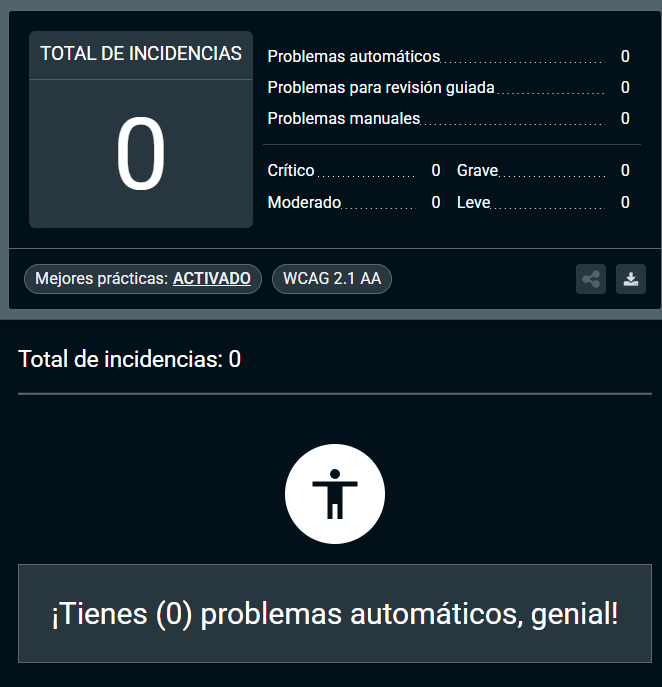 TOTAL DE INCIDENCIAS
0
Problemas automáticos 0
Problemas para revisión guiada 0
Problemas manuales 0
Crítico 0 Grave 0
Moderado 0 Leve 0
Mejores prácticas: ACTIVADO WCAG 2.1 AA
Total de incidencias: 0
¡Tienes (0) problemas automáticos, genial!